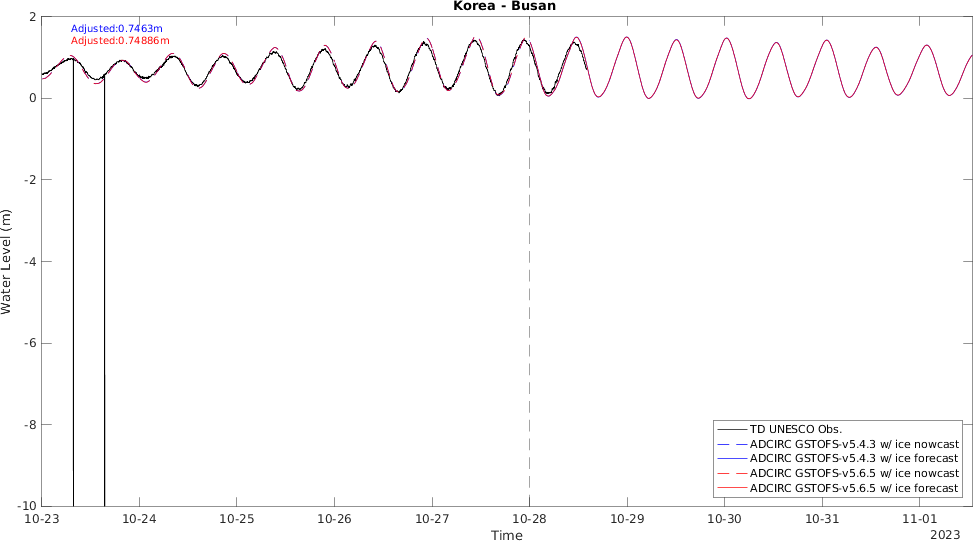 Korea - Busan
Adjusted:0.7463m
Adjusted:0.74886m
Water Level (m)
2
0
-2
-4
-6
-8
-10
TD UNESCO Obs.
ADCIRC GSTOFS-v5.4.3 w/ ice nowcast
ADCIRC GSTOFS-v5.4.3 w/ ice forecast
ADCIRC GSTOFS-v5.6.5 w/ ice nowcast
ADCIRC GSTOFS-v5.6.5 w/ ice forecast
10-23 10-24 10-25 10-26 10-27 10-28 10-29 10-30 10-31 11-01
Time
2023